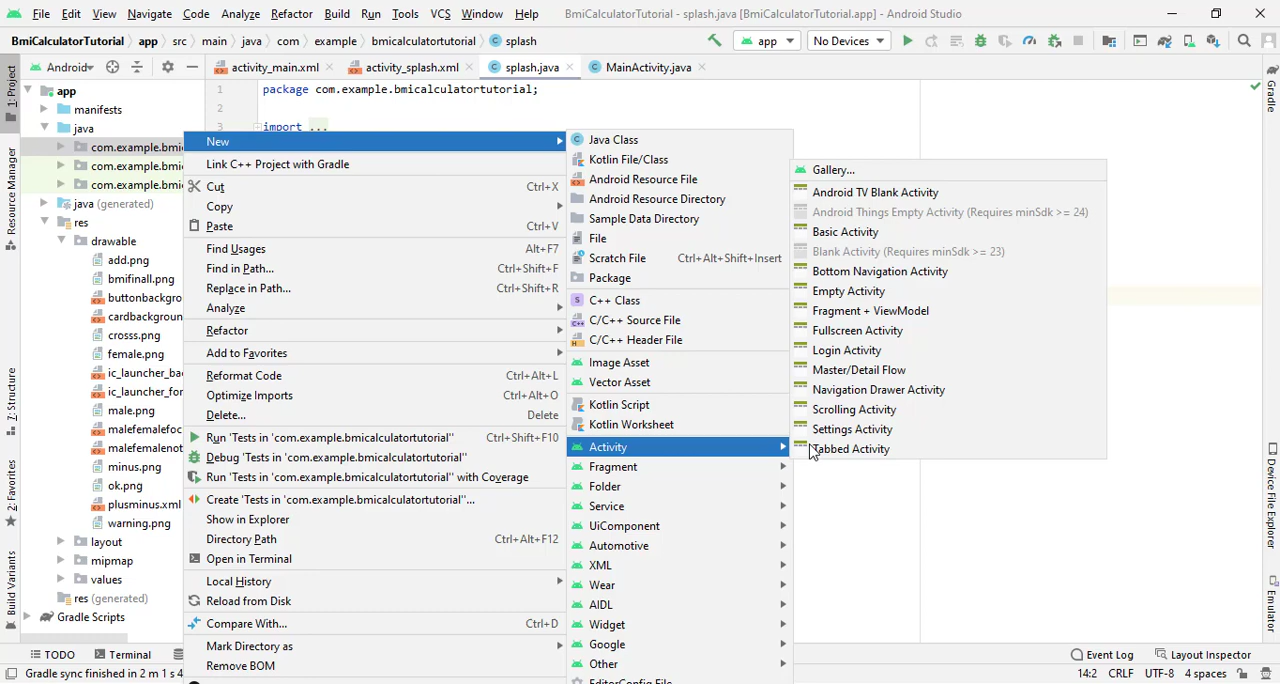 File Edit View Navigate Code Analyze Refactor Build Run Tools VCS Window Help BmiCalculatorTutorial - splash.java [BmiCalculatorTutorial.app] - Android Studio
BmiCalculatorTutorial app src main java com example bmicalculatortutorial splash app No Devices
Android activity_main.xml activity_splash.xml splash.java MainActivity.java
1: Project
Resource Manager
Z: Structure
2: Favorites
Build Variants
app
manifests
java
com.example.bmi
com.example.bmi
com.example.bmi
java (generated)
res
drawable
add.png
bmifinall.png
buttonbackgro
cardbackgroun
crosss.png
female.png
ic_launcher_ba
ic_launcher_for
male.png
malefemalefoc
malefemalenot
minus.png
ok.png
plusminus.xml
warning.png
layout
mipmap
values
res (generated)
Gradle Scripts
1 package com.example.bmicalculatortutorial;
2
3 import ...
New
Link C++ Project with Gradle
Cut Ctrl+X
Copy
Paste Ctrl+V
Find Usages Alt+F7
Find in Path... Ctrl+Shift+F
Replace in Path... Ctrl+Shift+R
Analyze
Refactor
Add to Favorites
Reformat Code Ctrl+Alt+L
Optimize Imports Ctrl+Alt+O
Delete... Delete
Run 'Tests in 'com.example.bmicalculatortutorial'' Ctrl+Shift+F10
Debug 'Tests in 'com.example.bmicalculatortutorial''
Run 'Tests in 'com.example.bmicalculatortutorial'' with Coverage
Create 'Tests in 'com.example.bmicalculatortutorial''...
Show in Explorer
Directory Path Ctrl+Alt+F12
Open in Terminal
Local History
Reload from Disk
Compare With... Ctrl+D
Mark Directory as
Remove BOM
Java Class
Kotlin File/Class
Android Resource File
Android Resource Directory
Sample Data Directory
File
Scratch File Ctrl+Alt+Shift+Insert
Package
C++ Class
C/C++ Source File
C/C++ Header File
Image Asset
Vector Asset
Kotlin Script
Kotlin Worksheet
Activity
Fragment
Folder
Service
UiComponent
Automotive
XML
Wear
AIDL
Widget
Google
Other
EditorConfig File
Gallery...
Android TV Blank Activity
Android Things Empty Activity (Requires minSdk >= 24)
Basic Activity
Blank Activity (Requires minSdk >= 23)
Bottom Navigation Activity
Empty Activity
Fragment + ViewModel
Fullscreen Activity
Login Activity
Master/Detail Flow
Navigation Drawer Activity
Scrolling Activity
Settings Activity
Tabbed Activity
Gradle
Device File Explorer
Emulator
TODO Terminal Event Log Layout Inspector
Gradle sync finished in 2 m 1 s 4 14:2 CRLF UTF-8 4 spaces